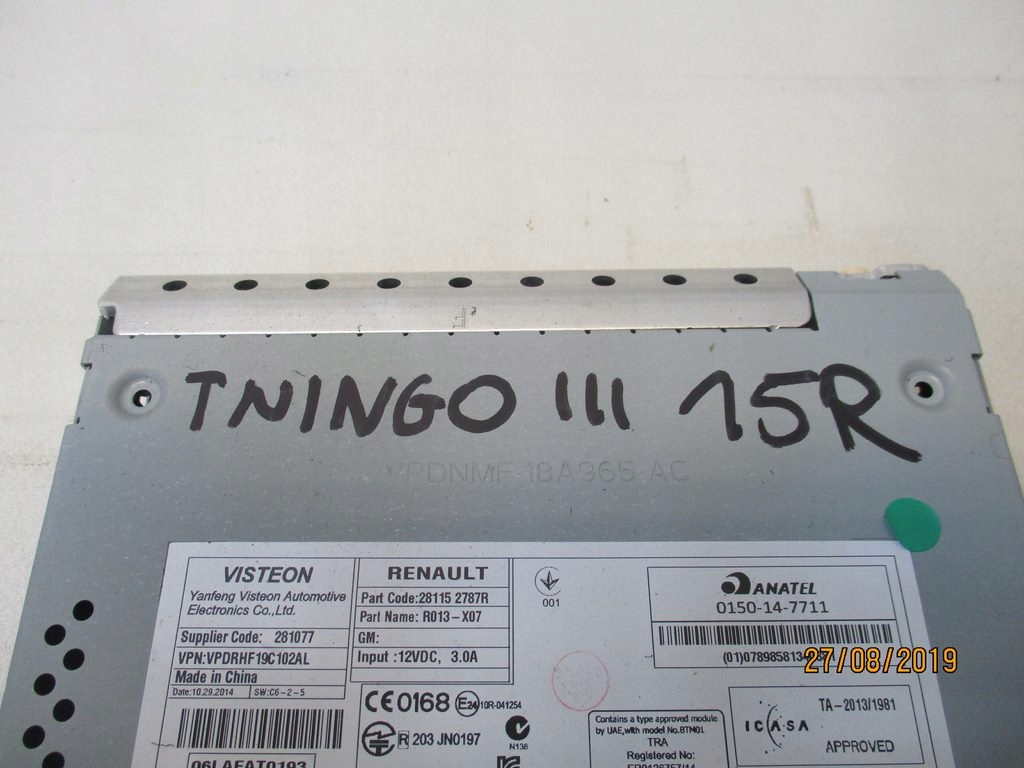 TWINGO III 15R
VPDNMF-18A965-AC
VISTEON
Yanfeng Visteon Automotive
Electronics Co.,Ltd.
Supplier Code: 281077
VPN:VPDRHF19C102AL
Made in China
Date:10.29.2014 SW:C6-2-5
06LAEAT0193
RENAULT
Part Code:28115 2787R
Part Name: R013-X07
GM:
Input :12VDC, 3.0A
CE0168 E24 10R-041254
R 203 JN0197
N136
001
ANATEL
0150-14-7711
27/08/2019
Contains a type approved module
by UAE,with model No.BTM01
TRA
Registered No:
ICASA
TA-2013/1981
APPROVED